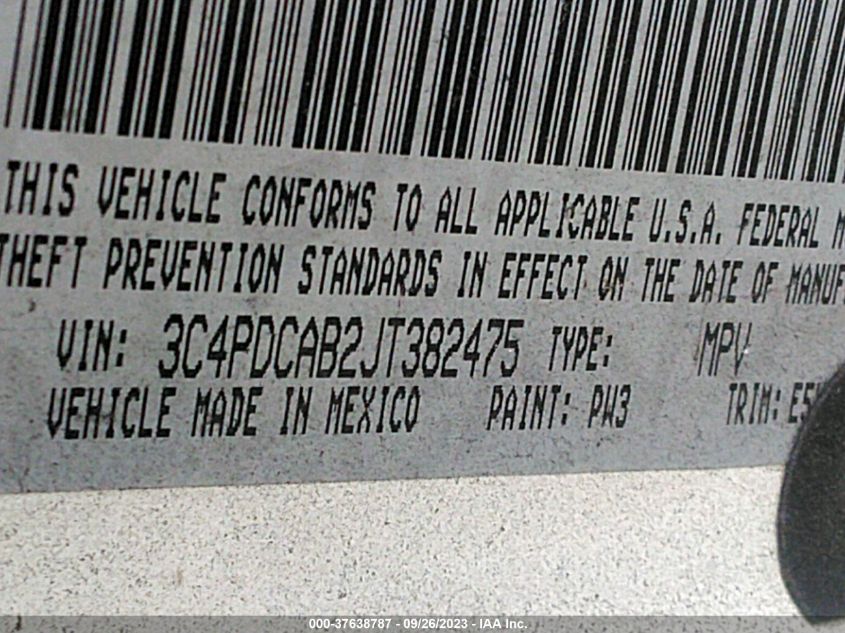 THIS VEHICLE CONFORMS TO ALL APPLICABLE U.S.A. FEDERAL
THEFT PREVENTION STANDARDS IN EFFECT ON THE DATE OF
VIN: 3C4PDCAB2JT382475 TYPE: MPV
VEHICLE MADE IN MEXICO PAINT: PW3 TRIM:
000-37638787 - 09/26/2023 - IAA Inc.